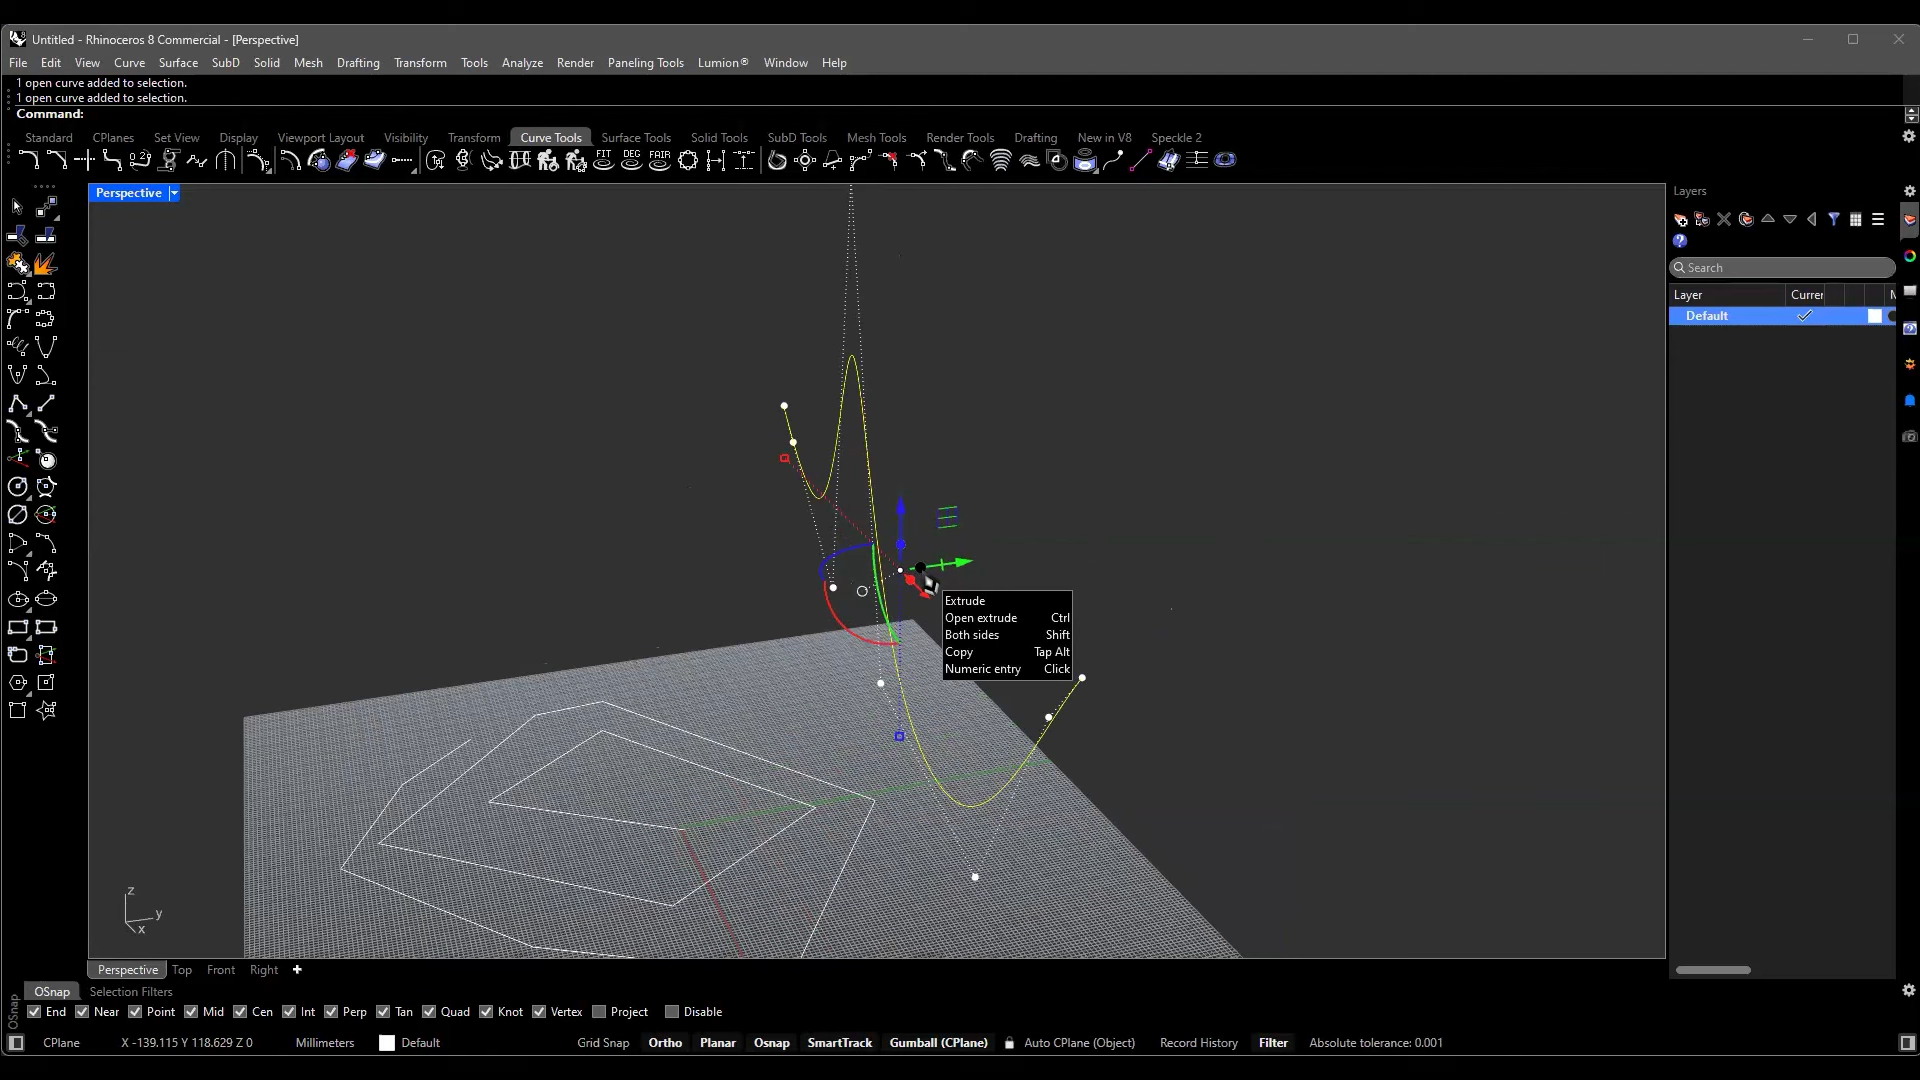 Untitled - Rhinoceros 8 Commercial - [Perspective]
File Edit View Curve Surface SubD Solid Mesh Drafting Transform Tools Analyze Render Paneling Tools Lumion® Window Help
1 open curve added to selection.
1 open curve added to selection.
Command:
Standard CPlanes Set View Display Viewport Layout Visibility Transform Curve Tools Surface Tools Solid Tools SubD Tools Mesh Tools Render Tools Drafting New in V8 Speckle 2
FIT DEG FAIR
Perspective
Layers
Search
Layer Currer N
Default
Extrude
Open extrude Ctrl
Both sides Shift
Copy Tap Alt
Numeric entry Click
z
y
x
Perspective Top Front Right
OSnap Selection Filters
OSnap
End Near Point Mid Cen Int Perp Tan Quad Knot Vertex Project Disable
CPlane X -139.115 Y 118.629 Z 0 Millimeters Default Grid Snap Ortho Planar Osnap SmartTrack Gumball (CPlane) Auto CPlane (Object) Record History Filter Absolute tolerance: 0.001